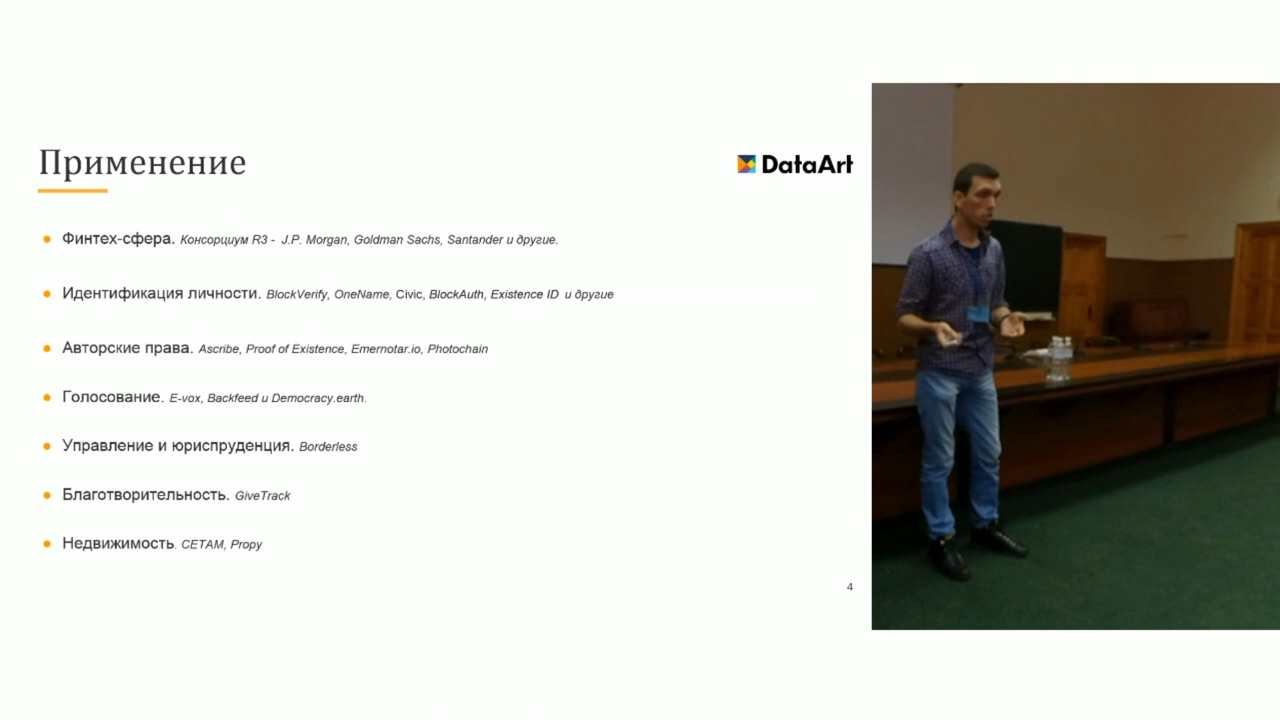 Применение
DataArt
Финтех-сфера. Консорциум R3 - J.P. Morgan, Goldman Sachs, Santander и другие.
Идентификация личности. BlockVerify, OneName, Civic, BlockAuth, Existence ID и другие
Авторские права. Ascribe, Proof of Existence, Emernotar.io, Photochain
Голосование. E-vox, Backfeed и Democracy.earth.
Управление и юриспруденция. Borderless
Благотворительность. GiveTrack
Недвижимость. CETAM, Propy
4